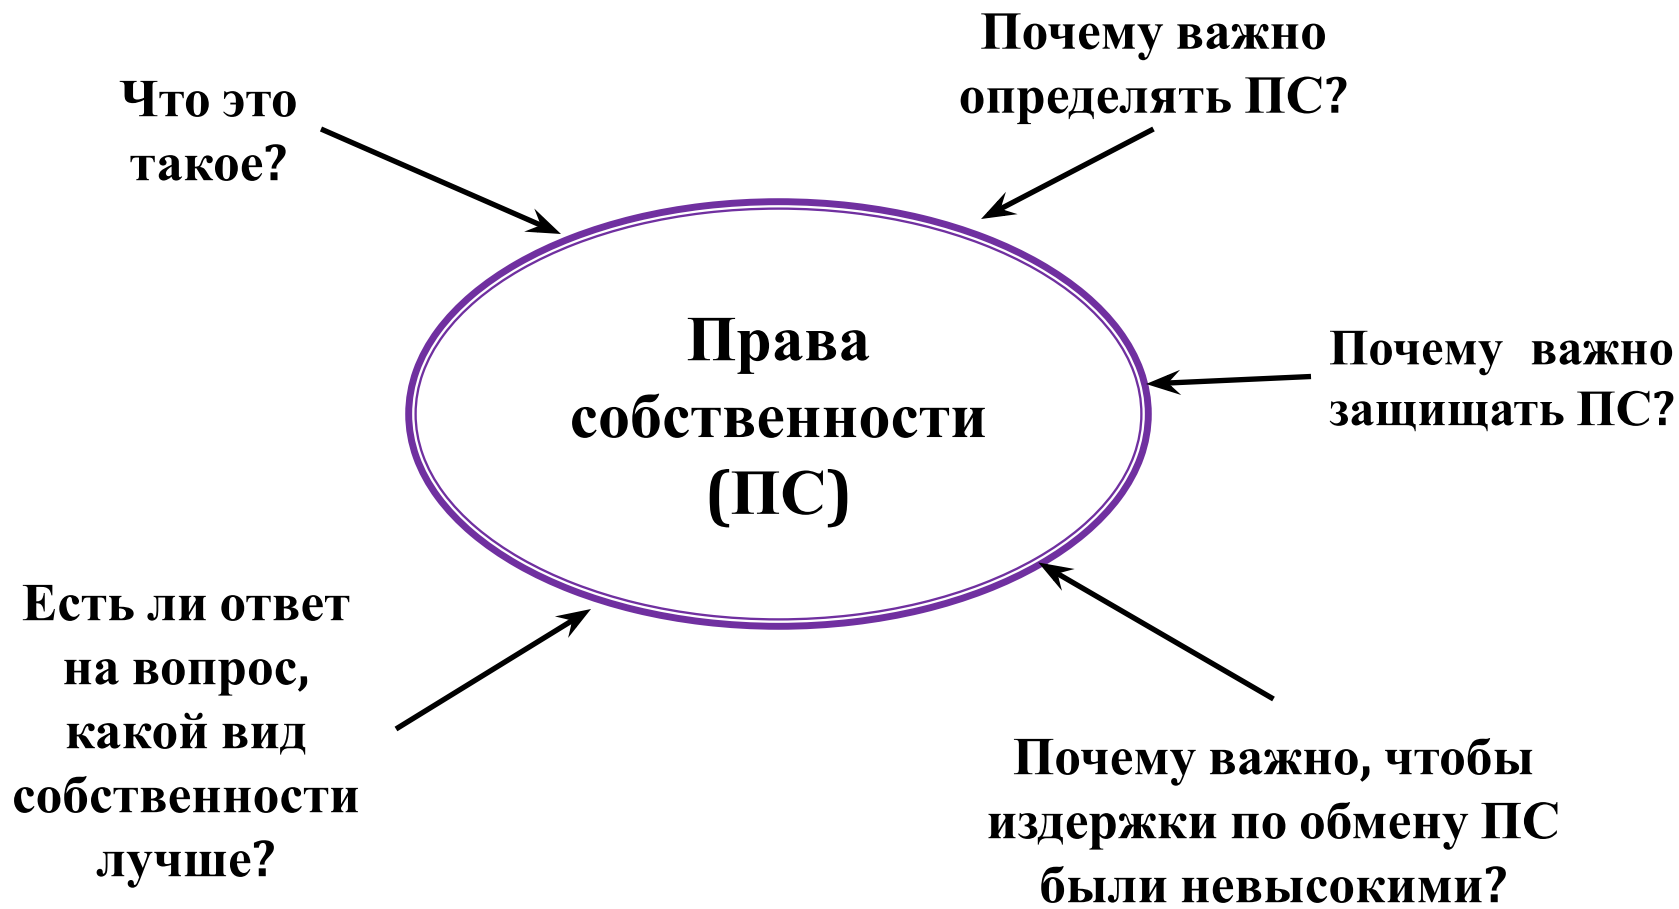 Почему важно
определять ПС?
Что это
такое?
Права
собственности
(ПС)
Почему важно
защищать ПС?
Есть ли ответ
на вопрос,
какой вид
собственности
лучше?
Почему важно, чтобы
издержки по обмену ПС
были невысокими?